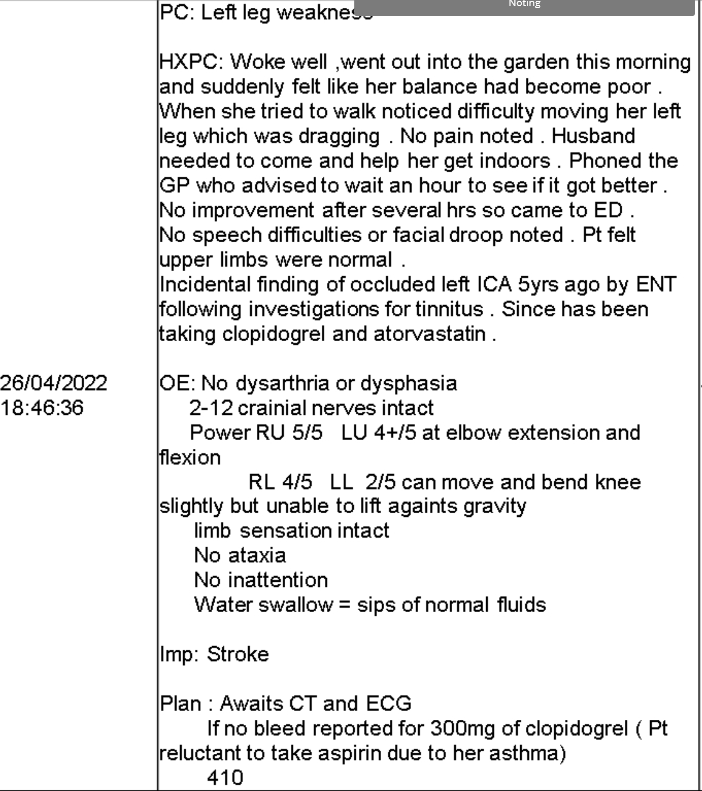 Noting
PC: Left leg weakness
HXPC: Woke well ,went out into the garden this morning
and suddenly felt like her balance had become poor .
When she tried to walk noticed difficulty moving her left
leg which was dragging . No pain noted . Husband
needed to come and help her get indoors . Phoned the
GP who advised to wait an hour to see if it got better .
No improvement after several hrs so came to ED .
No speech difficulties or facial droop noted . Pt felt
upper limbs were normal .
Incidental finding of occluded left ICA 5yrs ago by ENT
following investigations for tinnitus . Since has been
taking clopidogrel and atorvastatin .
26/04/2022
18:46:36
OE: No dysarthria or dysphasia
2-12 crainial nerves intact
Power RU 5/5 LU 4+/5 at elbow extension and
flexion
RL 4/5 LL 2/5 can move and bend knee
slightly but unable to lift againts gravity
limb sensation intact
No ataxia
No inattention
Water swallow = sips of normal fluids
Imp: Stroke
Plan : Awaits CT and ECG
If no bleed reported for 300mg of clopidogrel ( Pt
reluctant to take aspirin due to her asthma)
410